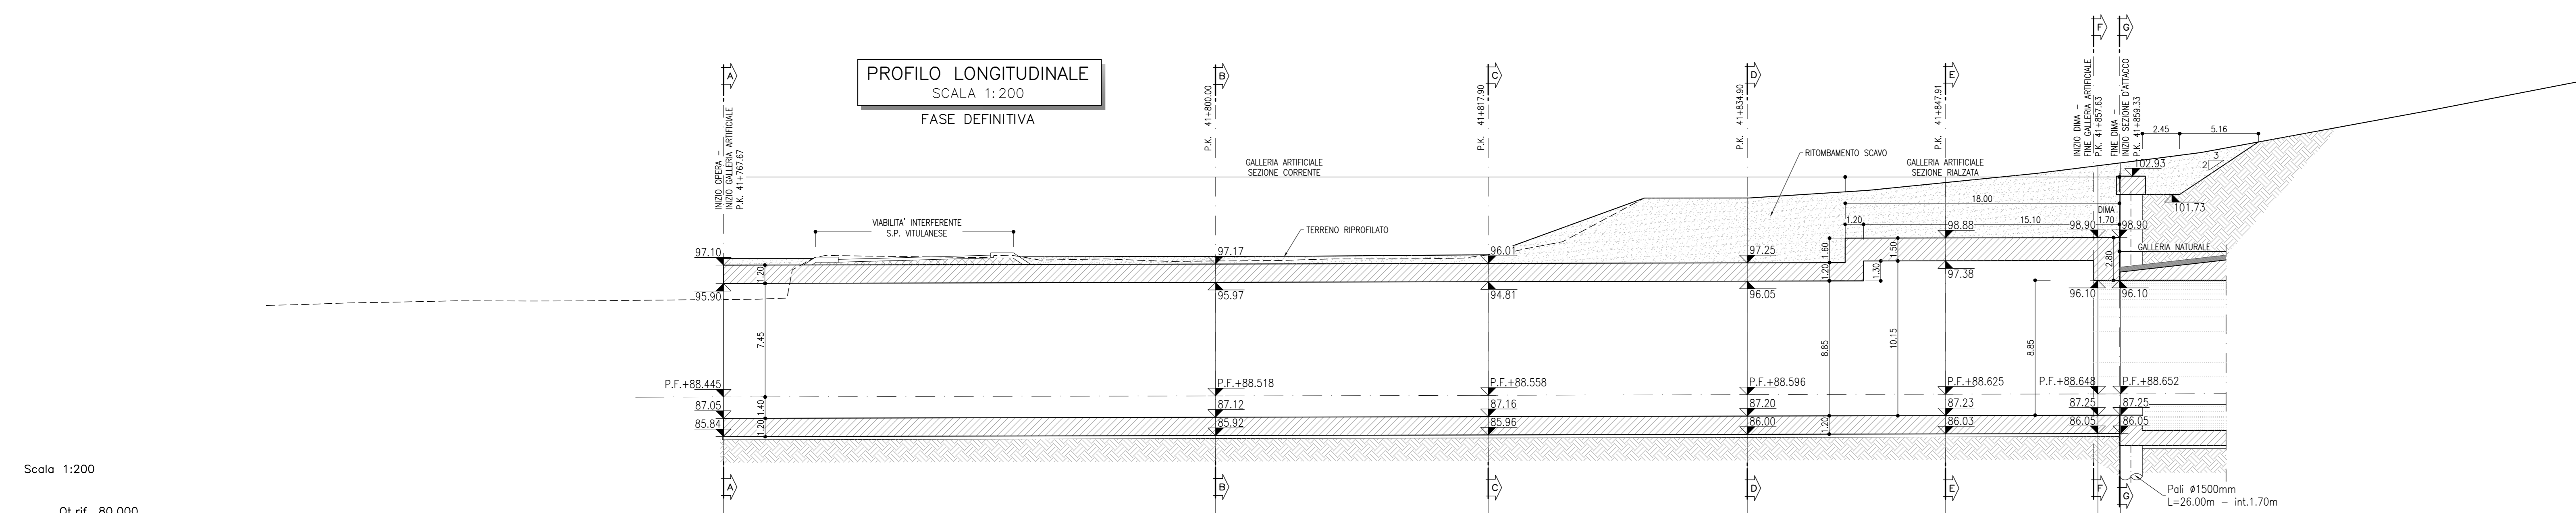 PROFILO LONGITUDINALE
SCALA 1:200
FASE DEFINITIVA
A
B
C
D
E
F
G
INIZIO OPERA -
INIZIO GALLERIA ARTIFICIALE
P.K. 41+767.67
P.K. 41+800.00
P.K. 41+817.90
P.K. 41+834.90
P.K. 41+847.91
INIZIO DIMA -
FINE GALLERIA ARTIFICIALE
P.K. 41+857.63
FINE DIMA -
INIZIO SEZIONE D'ATTACCO
P.K. 41+859.33
2.45
5.16
3
2
102.93
101.73
GALLERIA ARTIFICIALE
SEZIONE CORRENTE
RITOMBAMENTO SCAVO
GALLERIA ARTIFICIALE
SEZIONE RIALZATA
18.00
1.20
15.10
DIMA
1.70
VIABILITA' INTERFERENTE
S.P. VITULANESE
TERRENO RIPROFILATO
97.10
97.17
96.01
97.25
98.88
98.90
98.90
1.20
1.60
1.20
1.50
1.30
2.80
GALLERIA NATURALE
95.90
95.97
94.81
96.05
97.38
96.10
96.10
7.45
8.85
10.15
8.85
P.F.+88.445
P.F.+88.518
P.F.+88.558
P.F.+88.596
P.F.+88.625
P.F.+88.648
P.F.+88.652
87.05
1.40
87.12
87.16
87.20
87.23
87.25
87.25
85.84
1.20
85.92
85.96
86.00
1.20
86.03
86.05
86.05
A
B
C
D
E
F
G
Pali ø1500mm
L=26.00m - int.1.70m
Scala 1:200
Qt.rif. 80.000